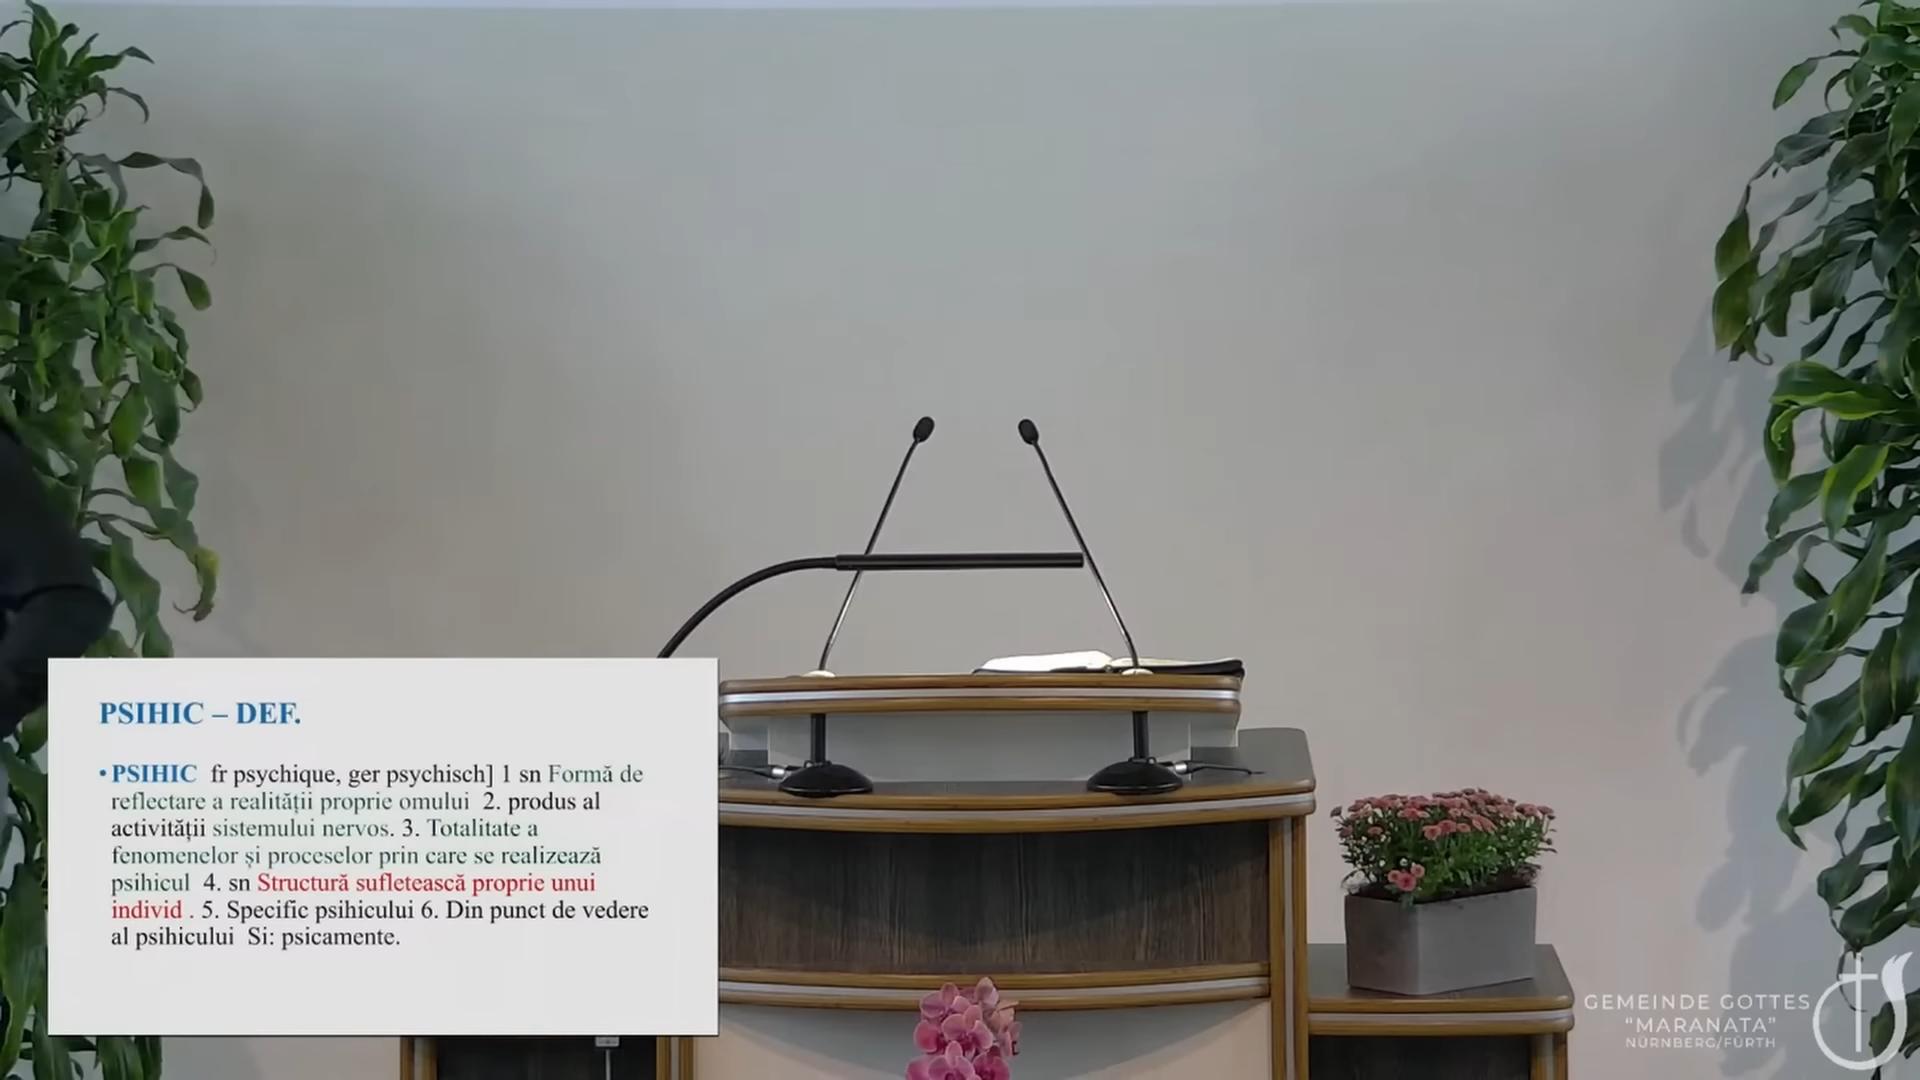 PSIHIC – DEF.
• PSIHIC fr psychique, ger psychisch] 1 sn Formă de
reflectare a realității proprie omului 2. produs al
activității sistemului nervos. 3. Totalitate a
fenomenelor și proceselor prin care se realizează
psihicul 4. sn Structură sufletească proprie unui
individ . 5. Specific psihicului 6. Din punct de vedere
al psihicului Si: psicamente.
GEMEINDE GOTTES
“MARANATA”
NÜRNBERG/FÜRTH